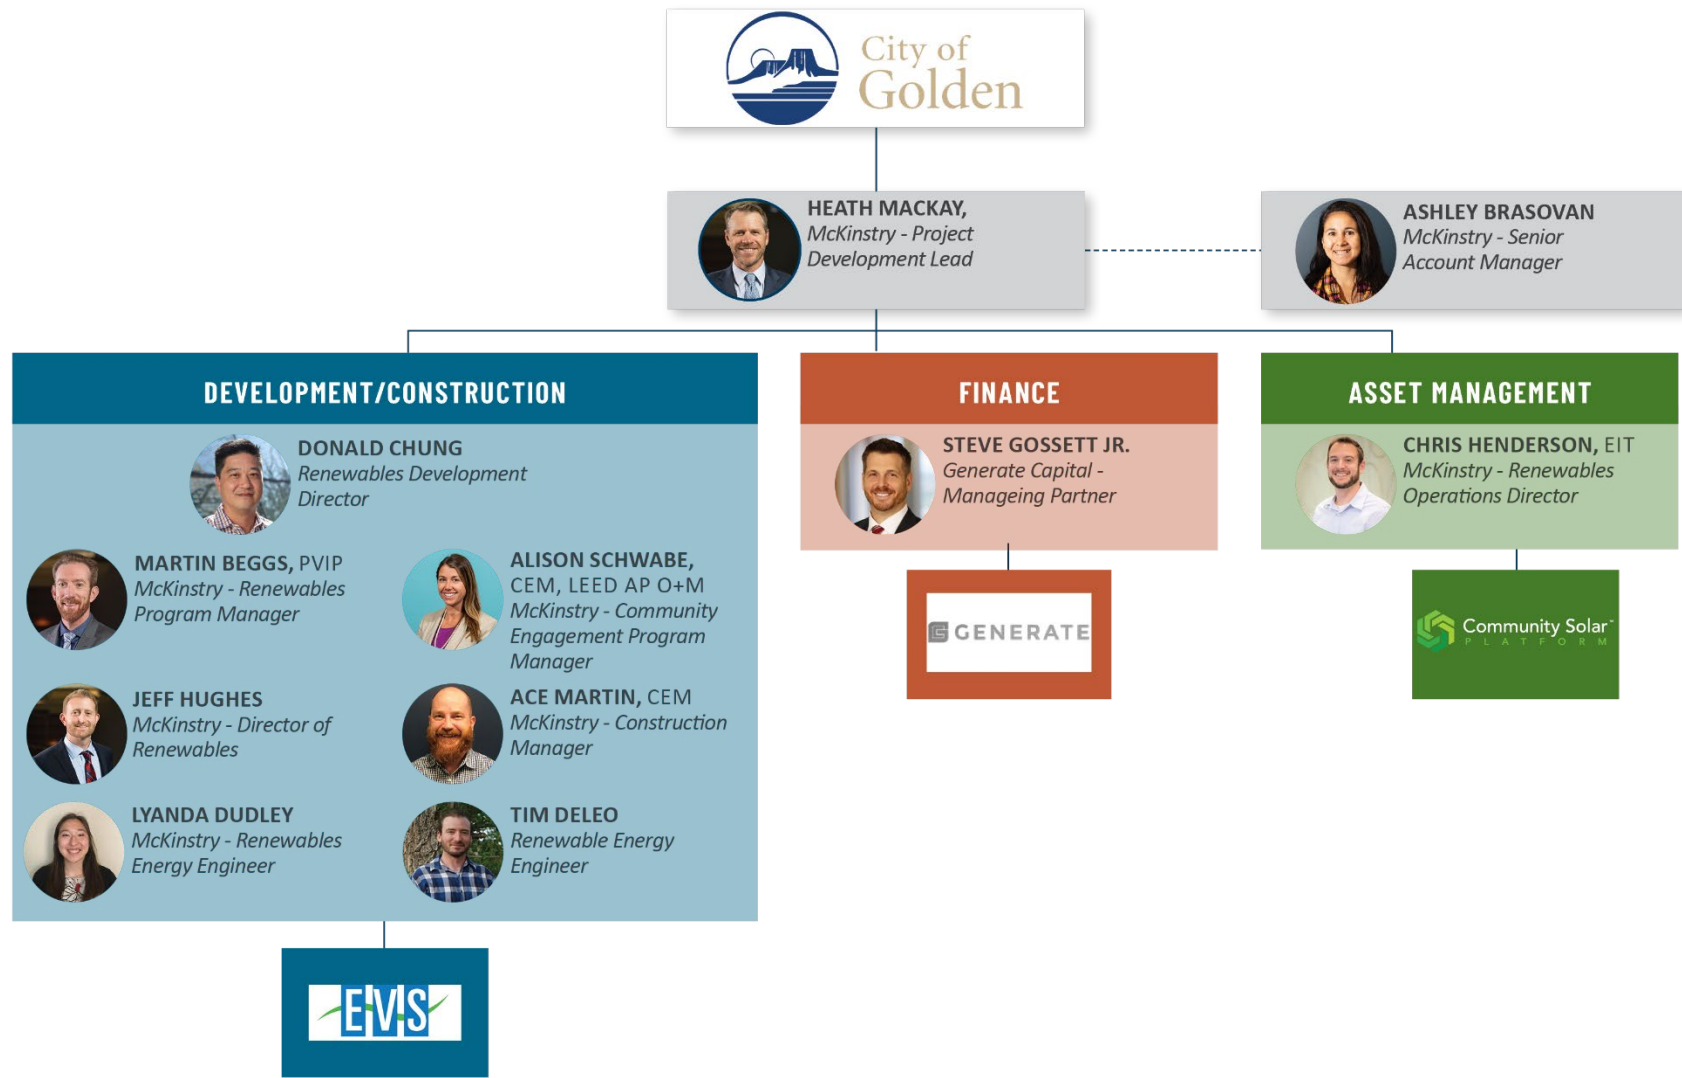 City of
Golden
HEATH MACKAY,
McKinstry - Project
Development Lead
ASHLEY BRASOVAN
McKinstry - Senior
Account Manager
DEVELOPMENT/CONSTRUCTION
DONALD CHUNG
Renewables Development
Director
MARTIN BEGGS, PVIP
McKinstry - Renewables
Program Manager
ALISON SCHWABE,
CEM, LEED AP O+M
McKinstry - Community
Engagement Program
Manager
JEFF HUGHES
McKinstry - Director of
Renewables
ACE MARTIN, CEM
McKinstry - Construction
Manager
LYANDA DUDLEY
McKinstry - Renewables
Energy Engineer
TIM DELEO
Renewable Energy
Engineer
EVS
FINANCE
STEVE GOSSETT JR.
Generate Capital -
Manageing Partner
GENERATE
ASSET MANAGEMENT
CHRIS HENDERSON, EIT
McKinstry - Renewables
Operations Director
Community Solar™
PLATFORM